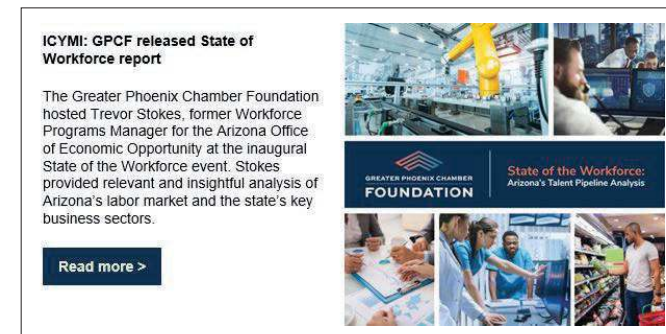 ICYMI: GPCF released State of
Workforce report
The Greater Phoenix Chamber Foundation
hosted Trevor Stokes, former Workforce
Programs Manager for the Arizona Office
of Economic Opportunity at the inaugural
State of the Workforce event. Stokes
provided relevant and insightful analysis of
Arizona's labor market and the state's key
business sectors.
Read more >
GREATER PHOENIX CHAMBER
FOUNDATION
State of the Workforce:
Arizona's Talent Pipeline Analysis